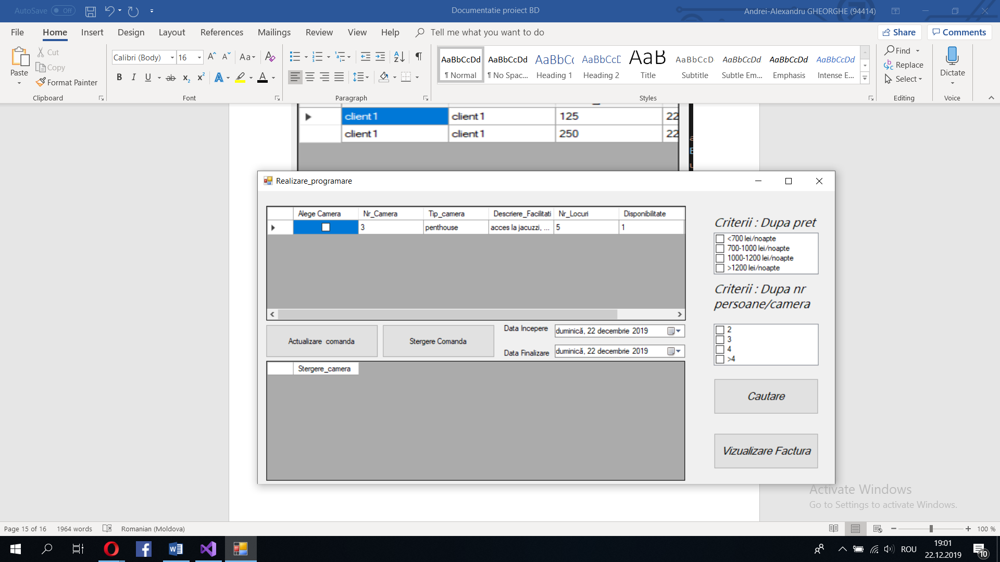 AutoSave Off
Documentatie proiect BD
Andrei-Alexandru GHEORGHE (94414)
File Home Insert Design Layout References Mailings Review View Help Tell me what you want to do
Share Comments
Paste
Cut
Copy
Format Painter
Clipboard
Calibri (Body) 16
Font
Paragraph
AaBbCcDd AaBbCcDd AaBbCc AaBbCcD AaB AaBbCcD AaBbCcDd AaBbCcDd AaBbCcDd
¶ Normal ¶ No Spac... Heading 1 Heading 2 Title Subtitle Subtle Em... Emphasis Intense E...
Styles
Find
Replace
Select
Editing
Dictate
Voice
client1 client1 125 22
client1 client1 250 22
Realizare_programare
Alege Camera Nr_Camera Tip_camera Descriere_Facilitati Nr_Locuri Disponibilitate
3 penthouse acces la jacuzzi, ... 5 1
Criterii : Dupa pret
<700 lei/noapte
700-1000 lei/noapte
1000-1200 lei/noapte
>1200 lei/noapte
Criterii : Dupa nr
persoane/camera
2
3
4
>4
Cautare
Vizualizare Factura
Actualizare comanda
Stergere Comanda
Data Incepere duminică, 22 decembrie 2019
Data Finalizare duminică, 22 decembrie 2019
Stergere_camera
Activate Windows
Go to Settings to activate Windows.
Page 15 of 16 1964 words Romanian (Moldova)
100 %
ROU
19:01
22.12.2019
10